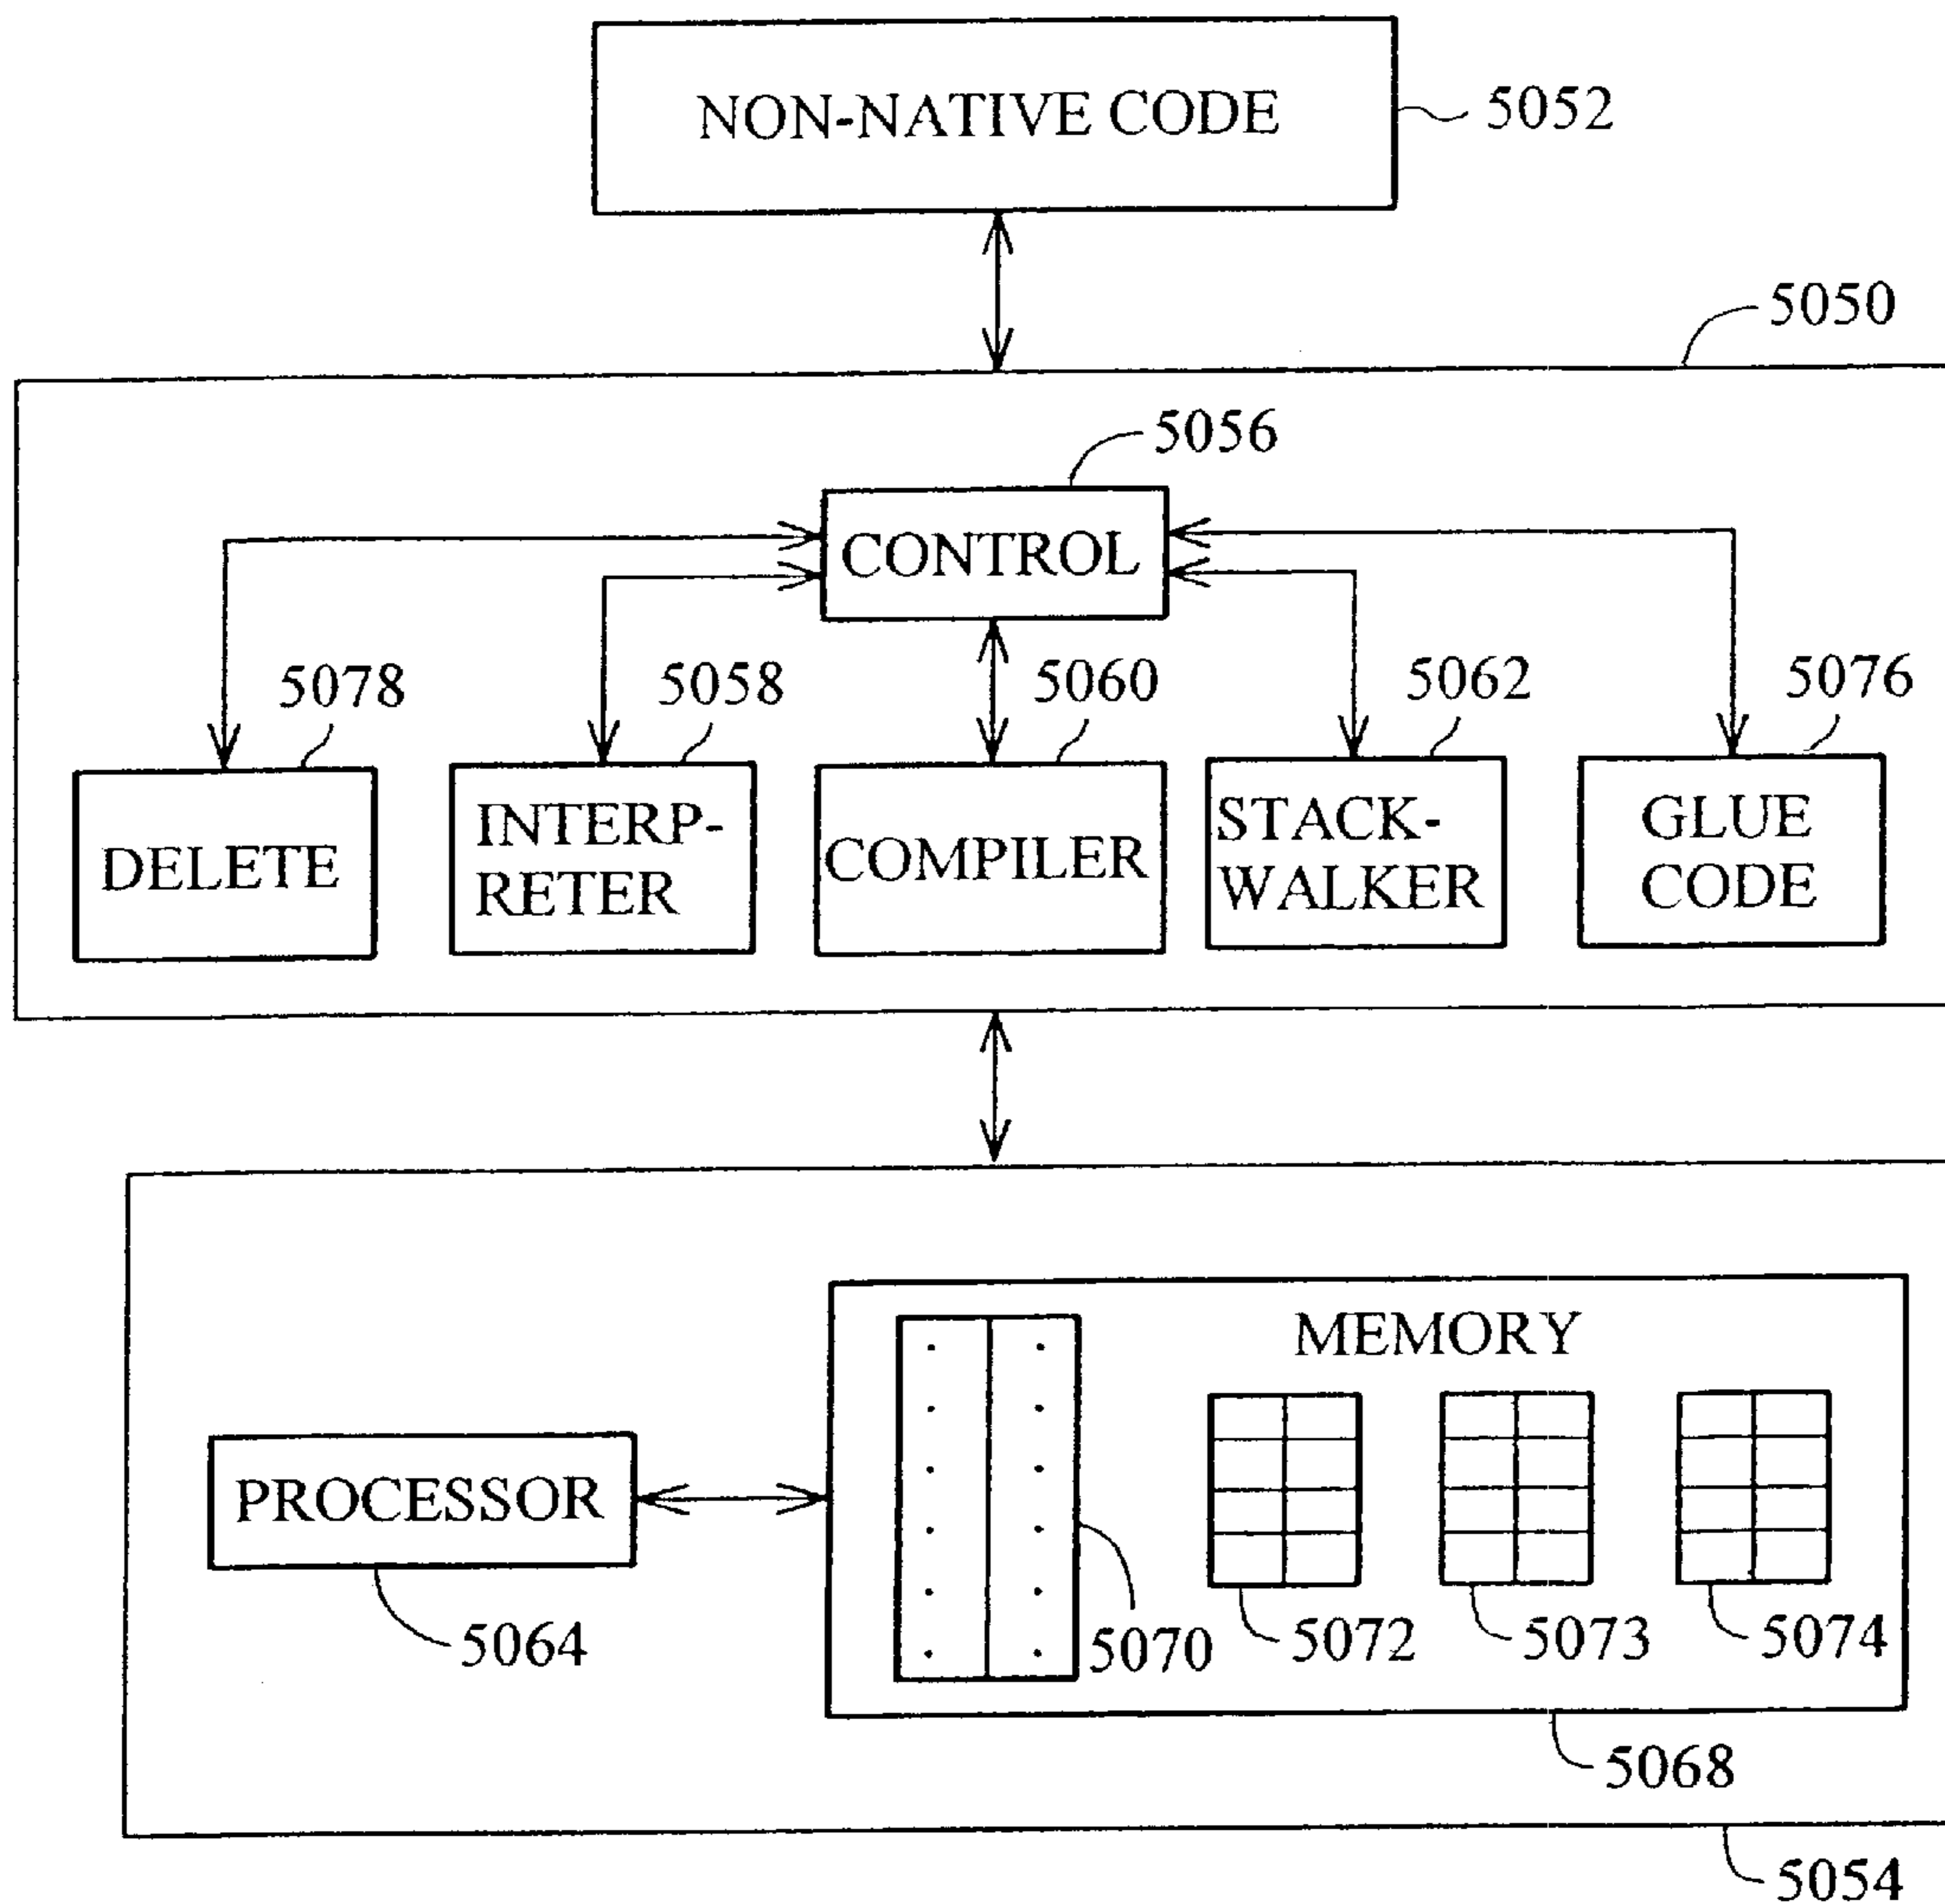 NON-NATIVE CODE
5052
5050
5056
CONTROL
5078
5058
5060
5062
5076
DELETE
INTERP-
RETER
COMPILER
STACK-
WALKER
GLUE
CODE
MEMORY
PROCESSOR
5064
5070
5072
5073
5074
5068
5054